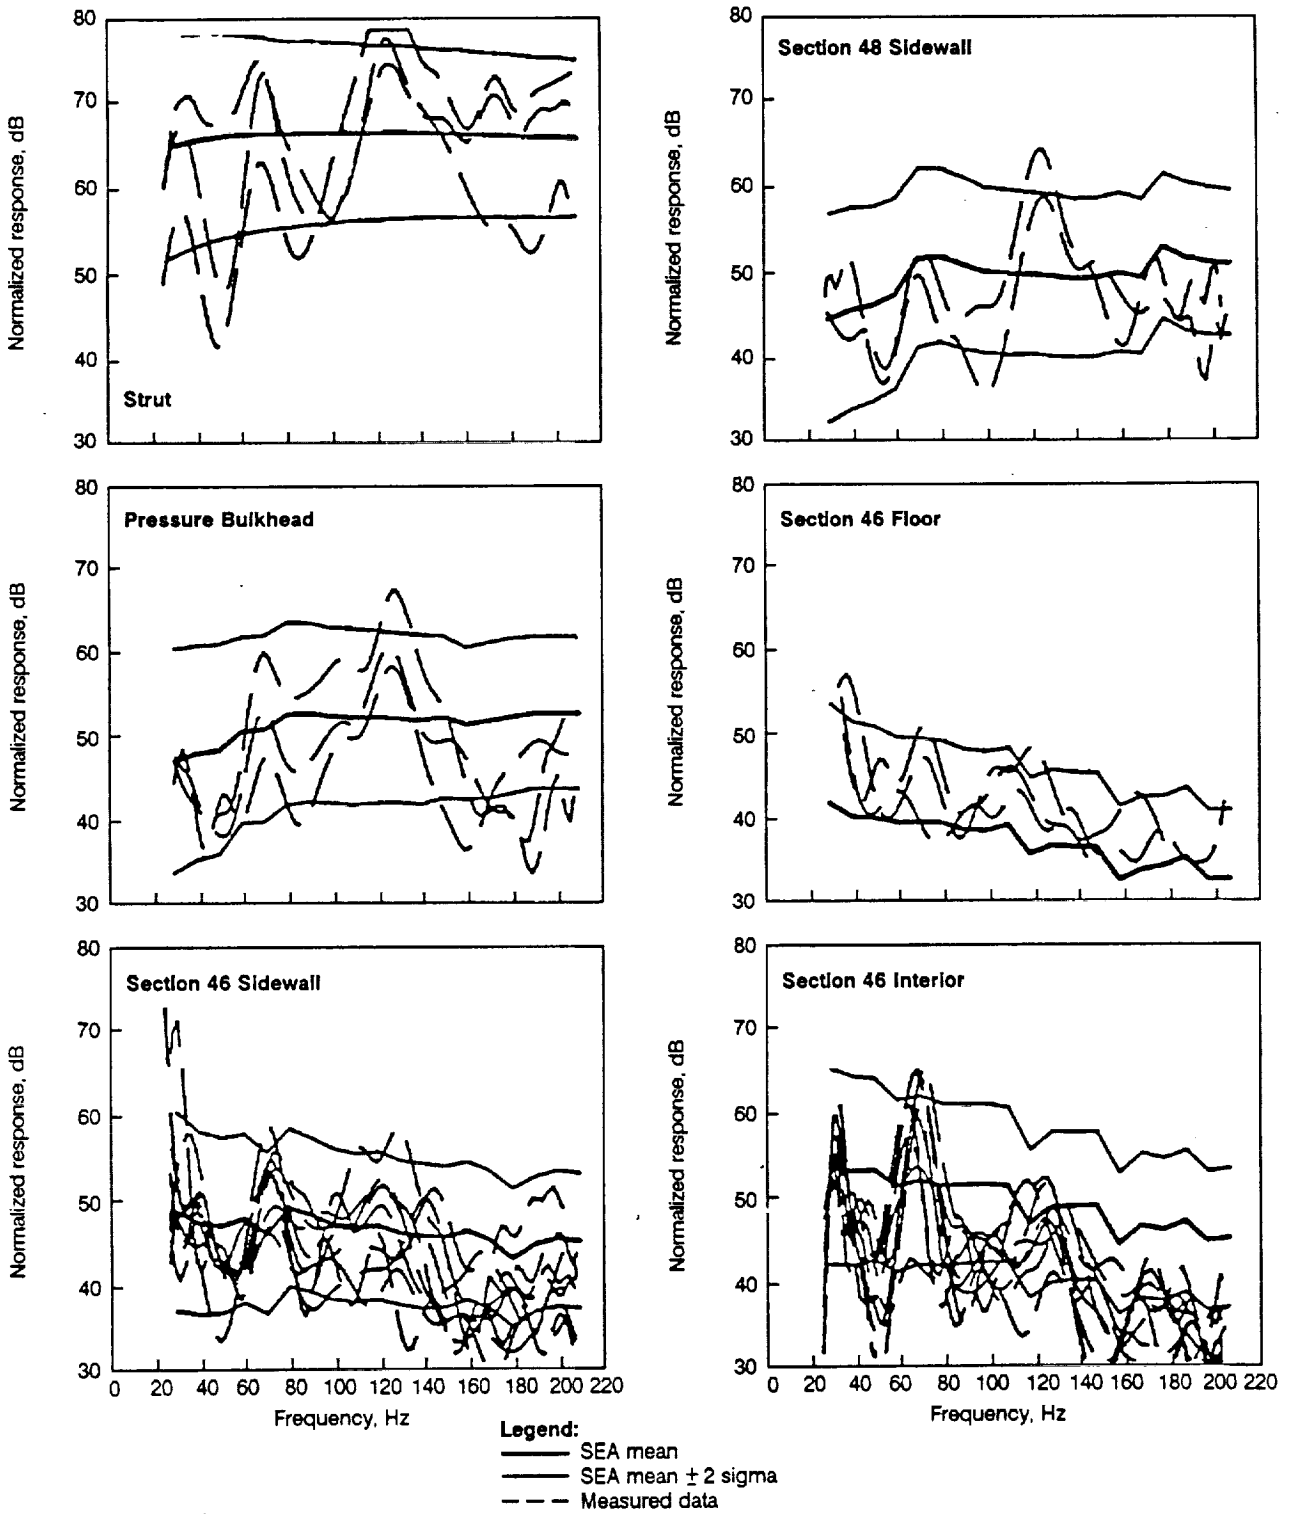 80
70
60
50
40
30
Normalized response, dB
Strut
80
70
60
50
40
30
Normalized response, dB
Section 48 Sidewall
80
70
60
50
40
30
Normalized response, dB
Pressure Bulkhead
80
70
60
50
40
30
Normalized response, dB
Section 46 Floor
80
70
60
50
40
30
Normalized response, dB
Section 46 Sidewall
0 20 40 60 80 100 120 140 160 180 200 220
Frequency, Hz
80
70
60
50
40
30
Normalized response, dB
Section 46 Interior
0 20 40 60 80 100 120 140 160 180 200 220
Frequency, Hz
Legend:
SEA mean
SEA mean ± 2 sigma
Measured data